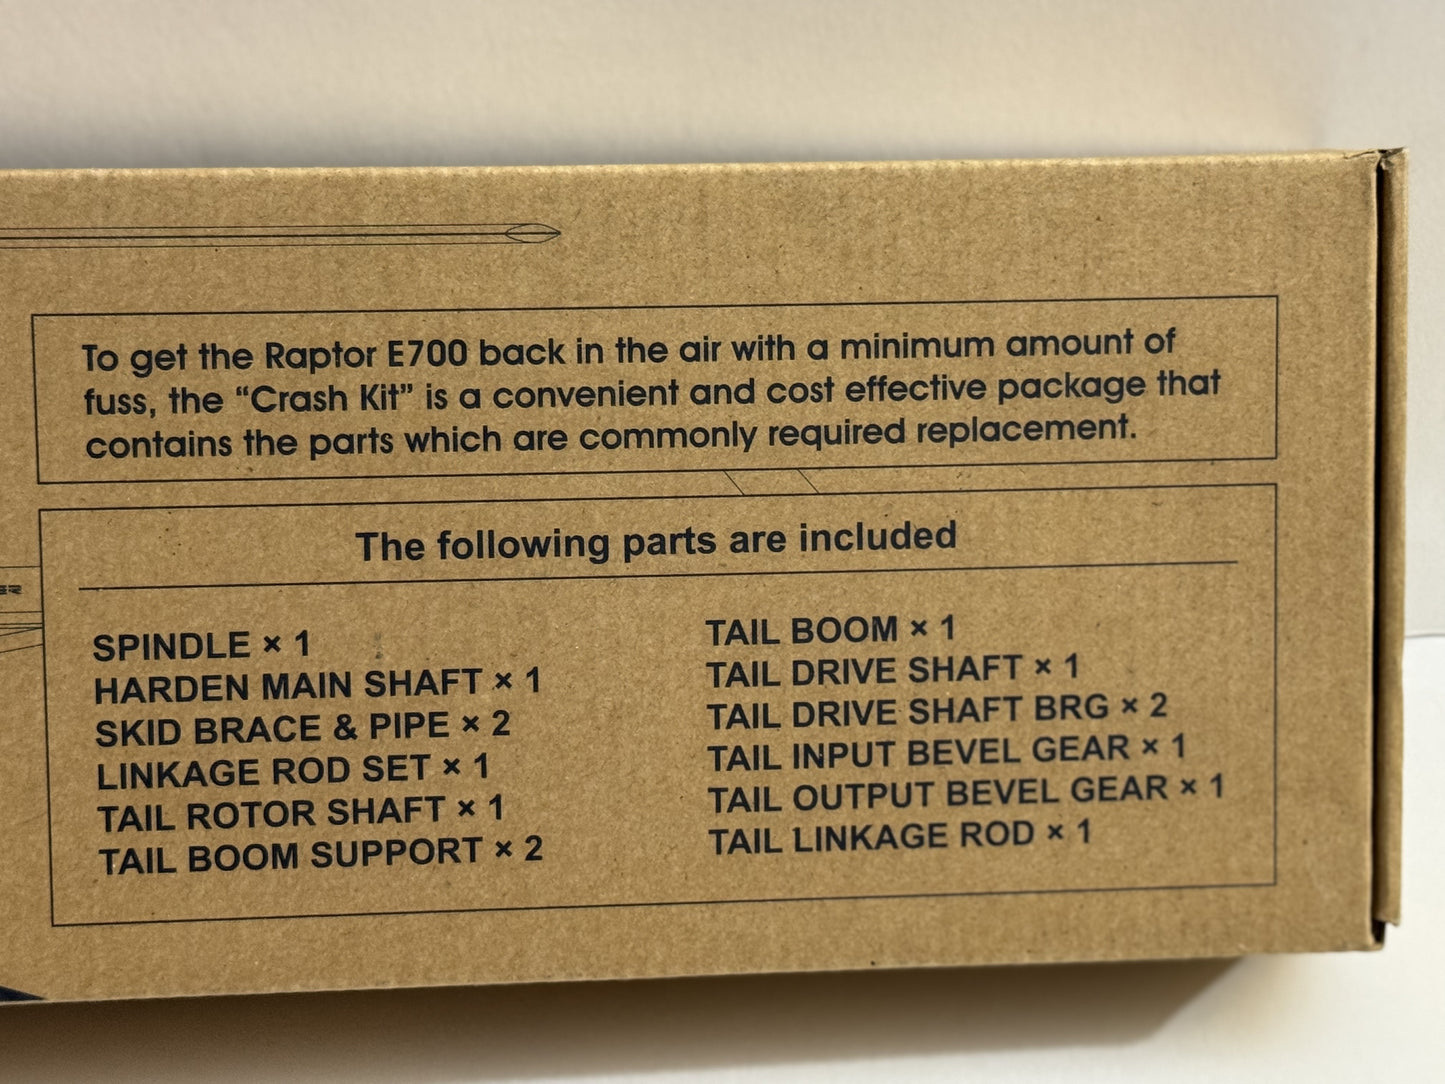 To get the Raptor E700 back in the air with a minimum amount of
fuss, the “Crash Kit” is a convenient and cost effective package that
contains the parts which are commonly required replacement.
The following parts are included
SPINDLE × 1
HARDEN MAIN SHAFT × 1
SKID BRACE & PIPE × 2
LINKAGE ROD SET × 1
TAIL ROTOR SHAFT × 1
TAIL BOOM SUPPORT × 2
TAIL BOOM × 1
TAIL DRIVE SHAFT × 1
TAIL DRIVE SHAFT BRG × 2
TAIL INPUT BEVEL GEAR × 1
TAIL OUTPUT BEVEL GEAR × 1
TAIL LINKAGE ROD × 1